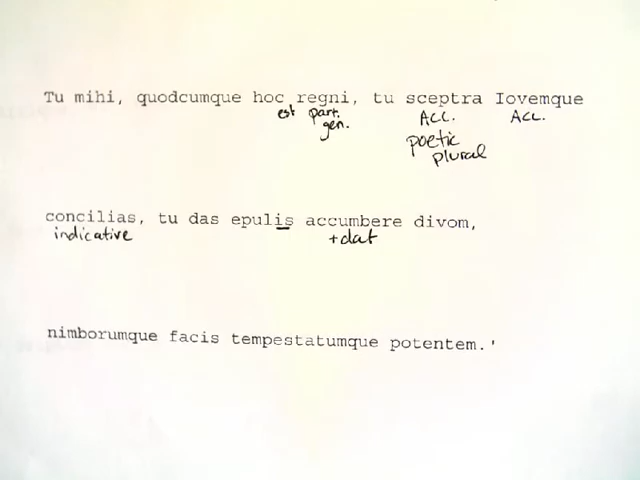 Tu mihi, quodcumque hoc regni, tu sceptra Iovemque
est part. gen. ACC. poetic plural ACC.
concilias, tu das epulis accumbere divom,
indicative +dat
nimborumque facis tempestatumque potentem.'